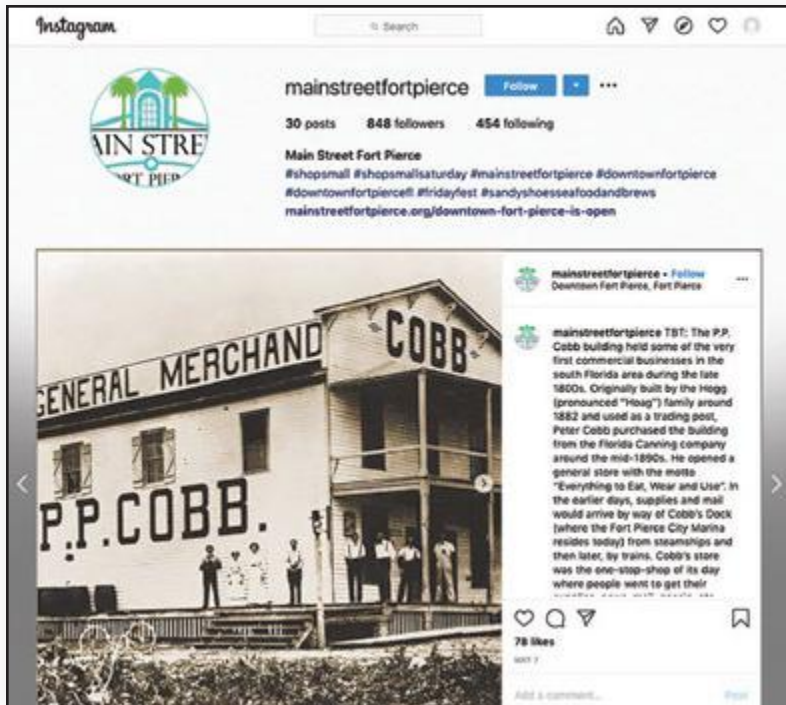 Instagram
Search
mainstreetfortpierce Follow
30 posts 848 followers 454 following
Main Street Fort Pierce
#shopsmall #shopsmallsaturday #mainstreetfortpierce #downtownfortpierce
#downtownfortpiercefl #fridayfest #sandyshoesseafoodandbrews
mainstreetfortpierce.org/downtown-fort-pierce-is-open
AIN STRE
GENERAL MERCHAND
COBB
P.P.COBB.
mainstreetfortpierce • Follow
Downtown Fort Pierce, Fort Pierce
mainstreetfortpierce TBT: The P.P.
Cobb building held some of the very
first commercial businesses in the
south Florida area during the late
1800s. Originally built by the Hogg
(pronounced "Hoag") family around
1882 and used as a trading post,
Peter Cobb purchased the building
from the Florida Canning company
around the mid-1890s. He opened a
general store with the motto
"Everything to Eat, Wear and Use". In
the earlier days, supplies and mail
would arrive by way of Cobb's Dock
(where the Fort Pierce City Marina
resides today) from steamships and
then later, by trains. Cobb's store
was the one-stop-shop of its day
where people went to get their
78 likes
MAY 7
Add a comment...
Post